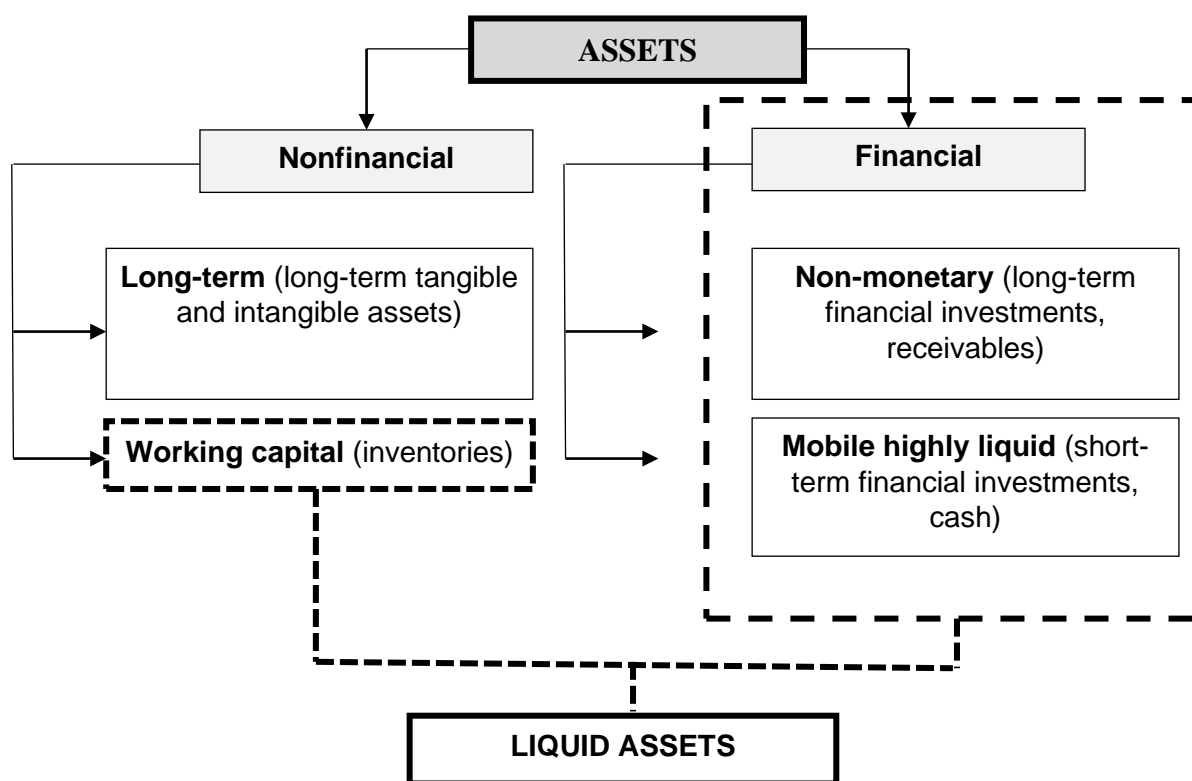 ASSETS
Nonfinancial
Financial
Long-term (long-term tangible
and intangible assets)
Non-monetary (long-term
financial investments,
receivables)
Working capital (inventories)
Mobile highly liquid (short-
term financial investments,
cash)
LIQUID ASSETS